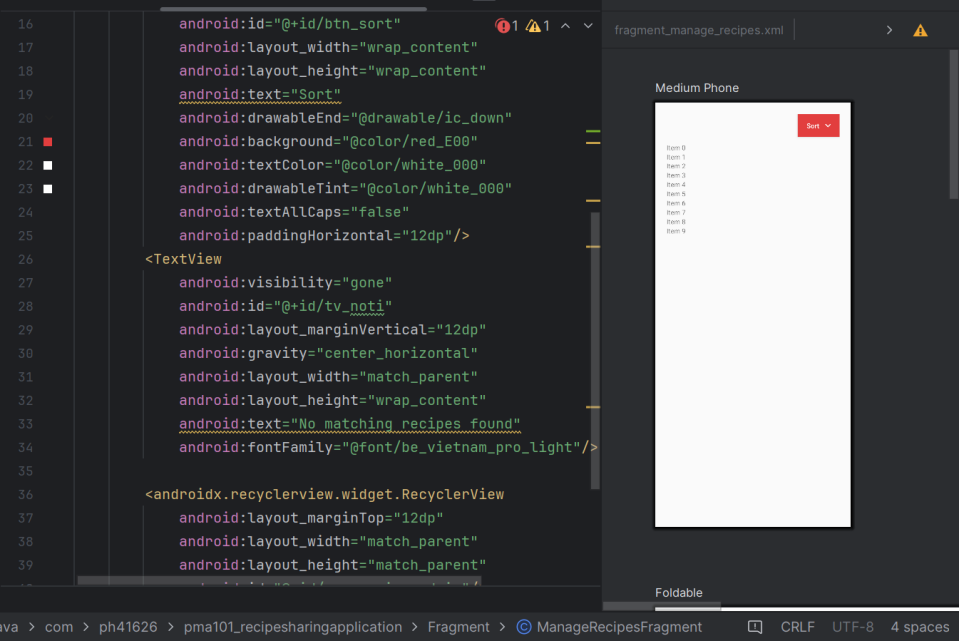 16 android:id="@+id/btn_sort"
1 1
17 android:layout_width="wrap_content"
18 android:layout_height="wrap_content"
19 android:text="Sort"
20 android:drawableEnd="@drawable/ic_down"
21 android:background="@color/red_E00"
22 android:textColor="@color/white_000"
23 android:drawableTint="@color/white_000"
24 android:textAllCaps="false"
25 android:paddingHorizontal="12dp"/>
26 <TextView
27 android:visibility="gone"
28 android:id="@+id/tv_noti"
29 android:layout_marginVertical="12dp"
30 android:gravity="center_horizontal"
31 android:layout_width="match_parent"
32 android:layout_height="wrap_content"
33 android:text="No matching recipes found"
34 android:fontFamily="@font/be_vietnam_pro_light"/>
35
36 <androidx.recyclerview.widget.RecyclerView
37 android:layout_marginTop="12dp"
38 android:layout_width="match_parent"
39 android:layout_height="match_parent"
fragment_manage_recipes.xml
Medium Phone
Sort
Item 0
Item 1
Item 2
Item 3
Item 4
Item 5
Item 6
Item 7
Item 8
Item 9
Foldable
ava > com > ph41626 > pma101_recipesharingapplication > Fragment > ManageRecipesFragment CRLF UTF-8 4 spaces